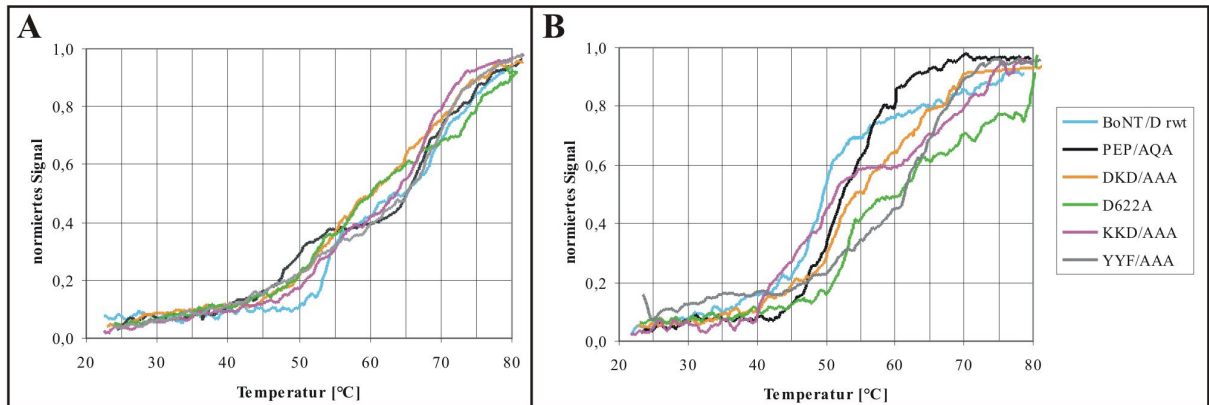 A
1,0
0,8
0,6
0,4
0,2
0,0
normiertes Signal
20 30 40 50 60 70 80
Temperatur [°C]
B
1,0
0,8
0,6
0,4
0,2
0,0
normiertes Signal
20 30 40 50 60 70 80
Temperatur [°C]
BoNT/D rwt
PEP/AQA
DKD/AAA
D622A
KKD/AAA
YYF/AAA